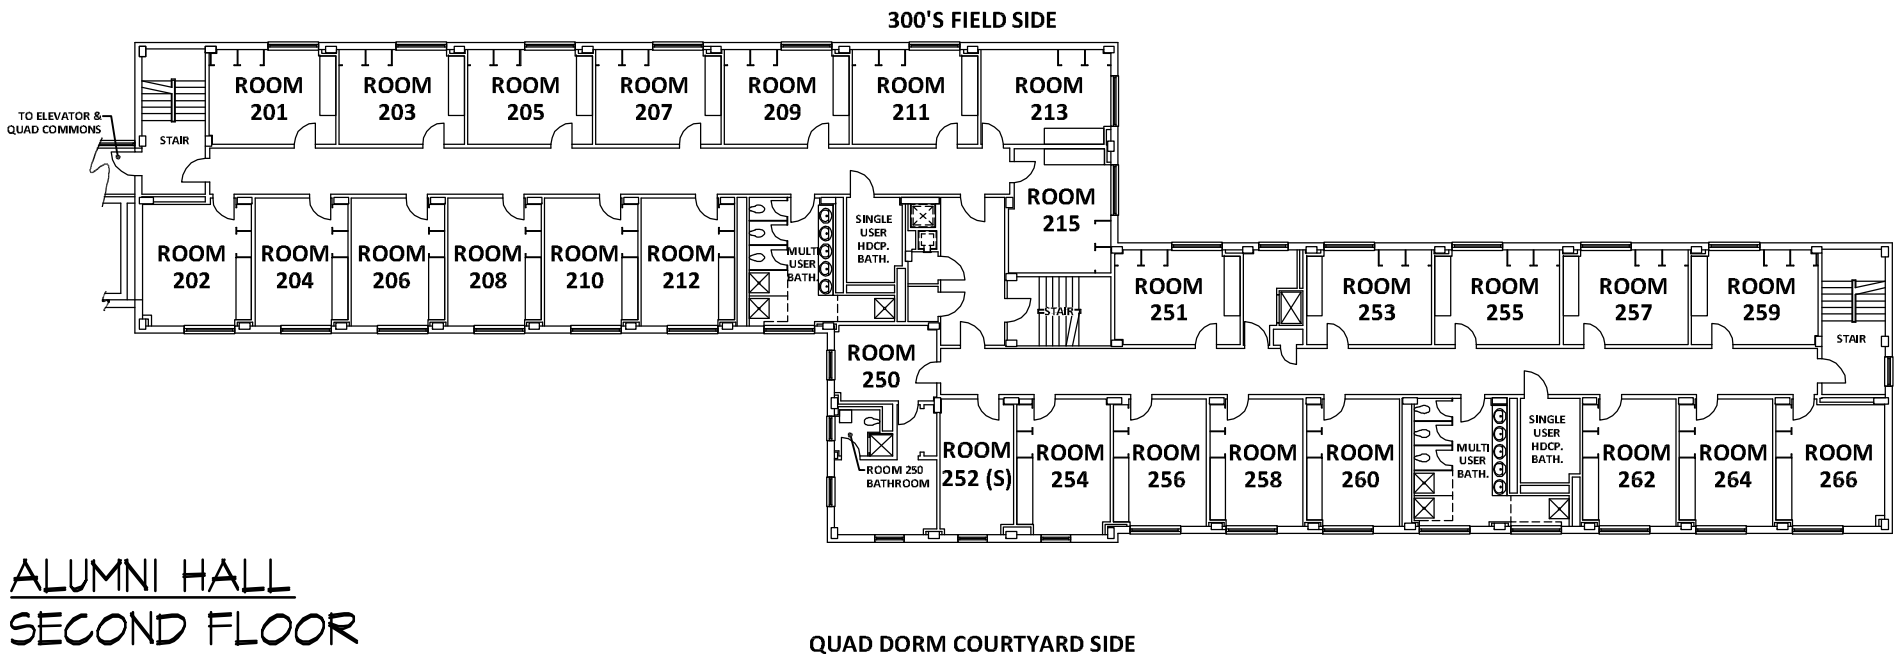 300'S FIELD SIDE
TO ELEVATOR &
QUAD COMMONS
STAIR
ROOM
201
ROOM
203
ROOM
205
ROOM
207
ROOM
209
ROOM
211
ROOM
213
ROOM
215
ROOM
202
ROOM
204
ROOM
206
ROOM
208
ROOM
210
ROOM
212
MULTI
USER
BATH.
SINGLE
USER
HDCP.
BATH.
STAIR
ROOM
251
ROOM
253
ROOM
255
ROOM
257
ROOM
259
STAIR
ROOM
250
ROOM 250
BATHROOM
ROOM
252 (S)
ROOM
254
ROOM
256
ROOM
258
ROOM
260
MULTI
USER
BATH.
SINGLE
USER
HDCP.
BATH.
ROOM
262
ROOM
264
ROOM
266
ALUMNI HALL
SECOND FLOOR
QUAD DORM COURTYARD SIDE